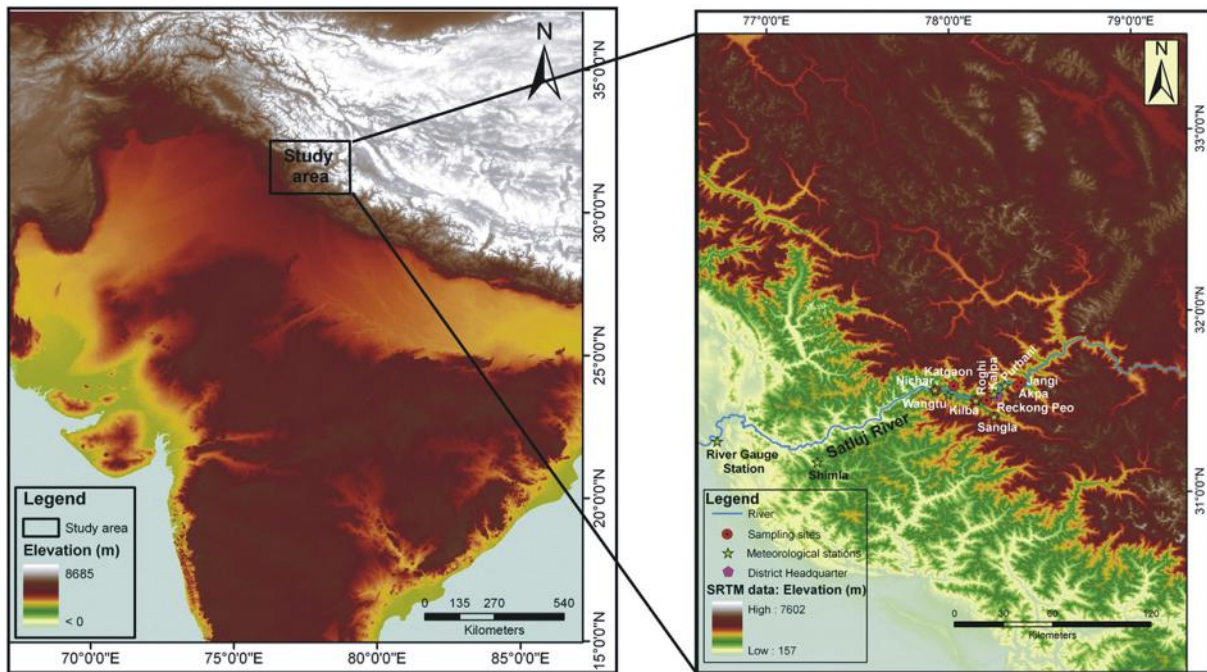 N
Study
area
35°0'0"N
30°0'0"N
25°0'0"N
20°0'0"N
15°0'0"N
Legend
Study area
Elevation (m)
8685
< 0
0 135 270 540
Kilometers
70°0'0"E 75°0'0"E 80°0'0"E 85°0'0"E
77°0'0"E 78°0'0"E 79°0'0"E
N
33°0'0"N
32°0'0"N
31°0'0"N
Katgaon
Nichar
Wangtu
Kilba
Roghi
Kalpa
Purbani
Jangi
Akpa
Reckong Peo
Sangla
Satluj River
River Gauge
Station
Shimla
Legend
River
Sampling sites
Meteorological stations
District Headquarter
SRTM data: Elevation (m)
High : 7602
Low : 157
0 30 60 120
Kilometers